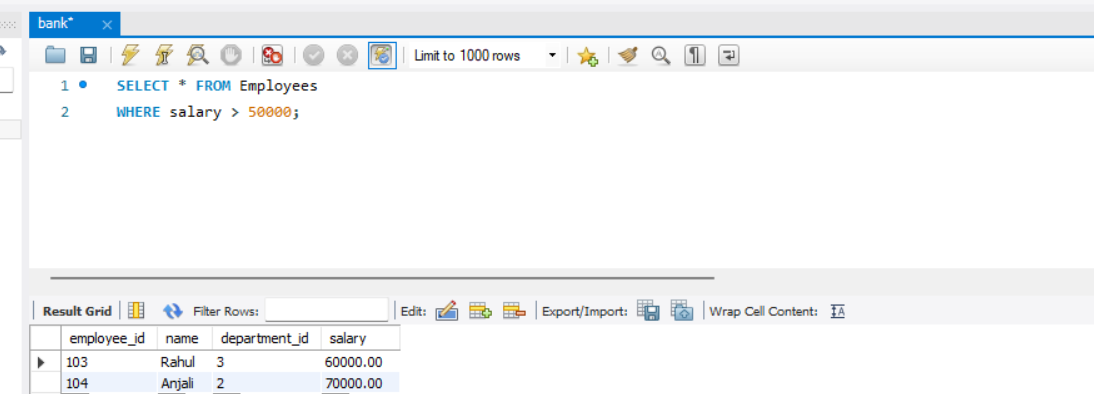 bank*
Limit to 1000 rows
1 SELECT * FROM Employees
2 WHERE salary > 50000;
Result Grid Filter Rows: Edit: Export/Import: Wrap Cell Content: IA
employee_id name department_id salary
103 Rahul 3 60000.00
104 Anjali 2 70000.00